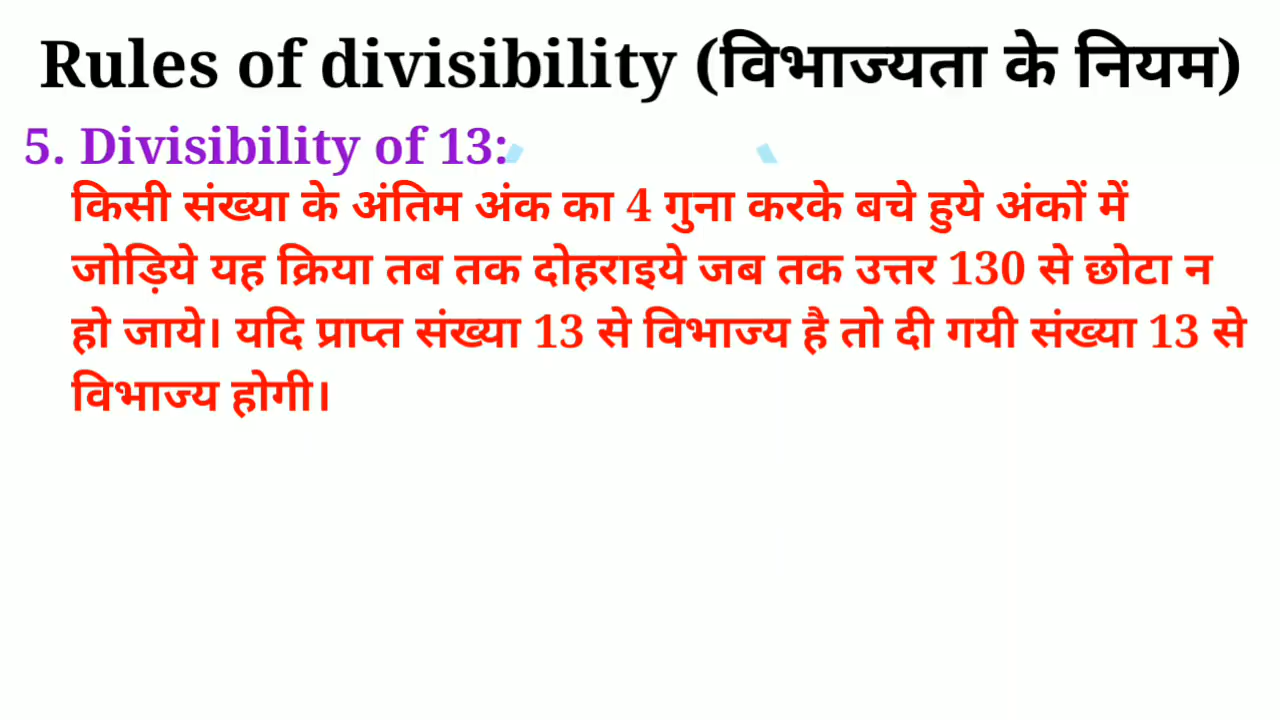 Rules of divisibility (विभाज्यता के नियम)
5. Divisibility of 13:
किसी संख्या के अंतिम अंक का 4 गुना करके बचे हुये अंकों में
जोड़िये यह क्रिया तब तक दोहराइये जब तक उत्तर 130 से छोटा न
हो जाये। यदि प्राप्त संख्या 13 से विभाज्य है तो दी गयी संख्या 13 से
विभाज्य होगी।